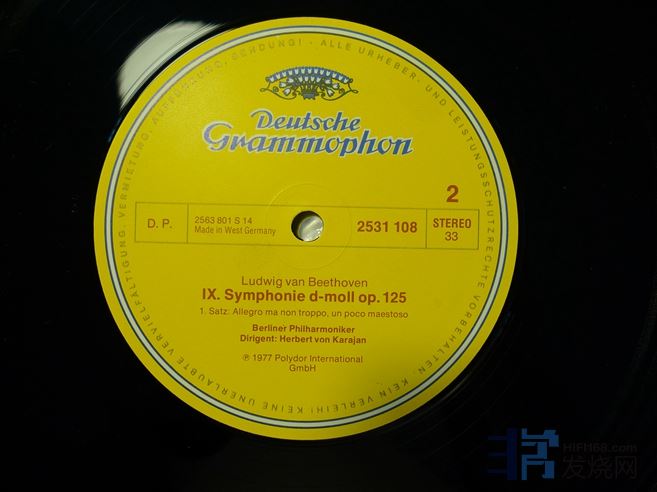 ALLE URHEBER- UND LEISTUNGSSCHUTZRECHTE VORBEHALTEN. KEIN VERLEIH! KEINE UNERLAUBTE VERVIELFÄLTIGUNG, VERMIETUNG, AUFFÜHRUNG, SENDUNG!
Deutsche
Grammophon
2
D. P.
2563 801 S 14
Made in West Germany
2531 108
STEREO
33
Ludwig van Beethoven
IX. Symphonie d-moll op. 125
1. Satz: Allegro ma non troppo, un poco maestoso
Berliner Philharmoniker
Dirigent: Herbert von Karajan
℗ 1977 Polydor International
GmbH
HIFI168.com
发烧网